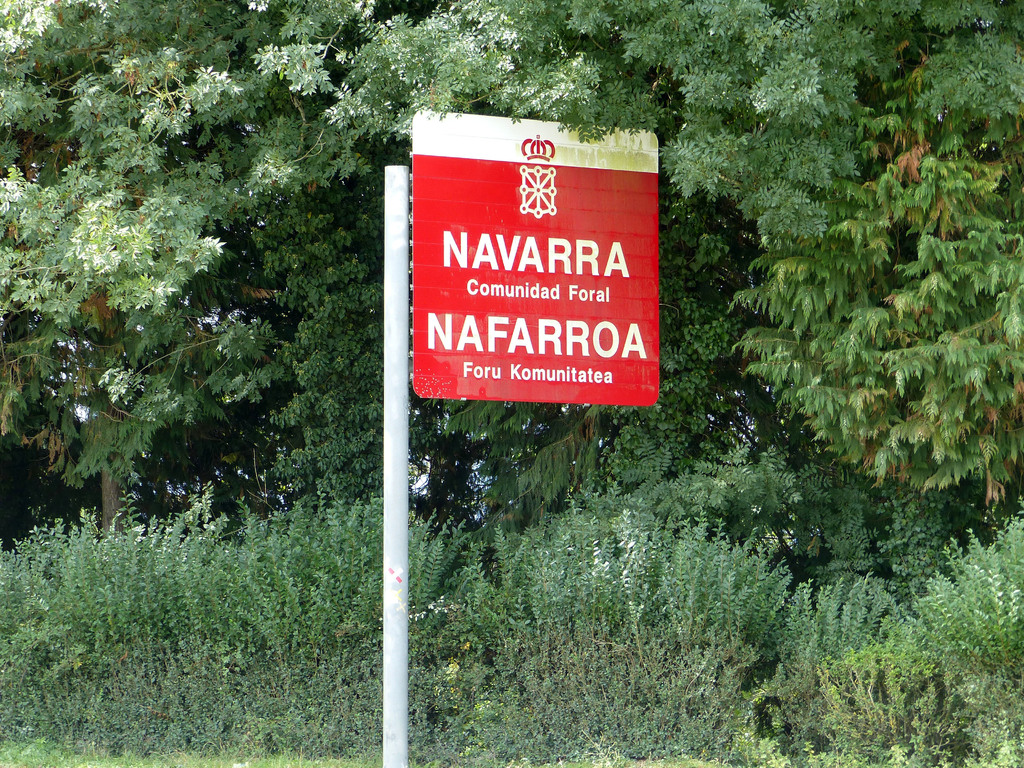 NAVARRA
Comunidad Foral
NAFARROA
Foru Komunitatea